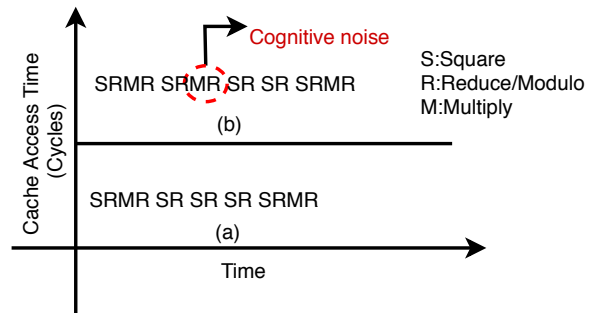 Cognitive noise
S:Square
R:Reduce/Modulo
M:Multiply
SRMR SRMR SR SR SRMR
(b)
Cache Access Time
(Cycles)
SRMR SR SR SR SRMR
(a)
Time